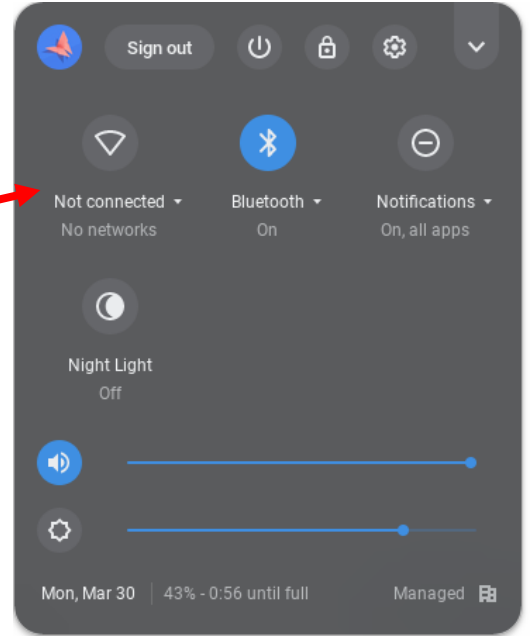 Sign out
Not connected Bluetooth Notifications
No networks On On, all apps
Night Light
Off
Mon, Mar 30 43% - 0:56 until full Managed